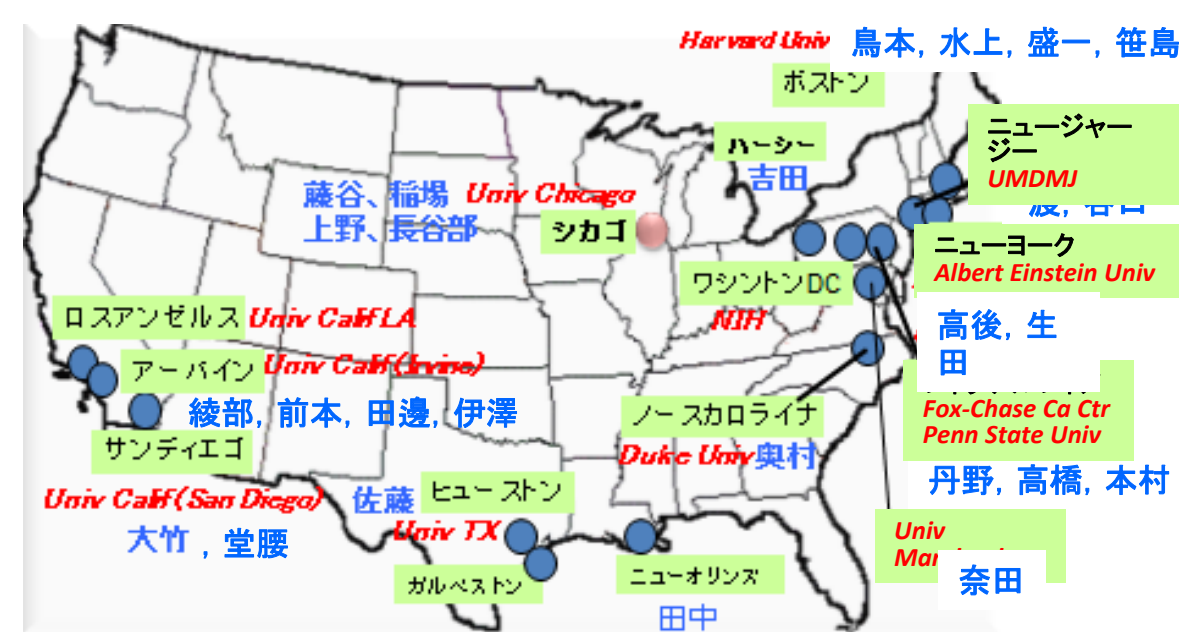 Harvard Univ
鳥本, 水上, 盛一, 笹島
ボストン
ニュージャー
ジー
UMDMJ
ハーシー
吉田
藤谷、稲場
上野、長谷部
Univ Chicago
シカゴ
ニューヨーク
Albert Einstein Univ
高後, 生
田
ワシントンDC
NIH
ロスアンゼルス
Univ Calif LA
アーバイン
Univ Calif (Irvine)
綾部, 前本, 田邊, 伊澤
サンディエゴ
Univ Calif (San Diego)
大竹 , 堂腰
ノースカロライナ
Duke Univ
奥村
Fox-Chase Ca Ctr
Penn State Univ
丹野, 高橋, 本村
佐藤
ヒューストン
Univ TX
ガルベストン
ニューオリンズ
田中
Univ
奈田